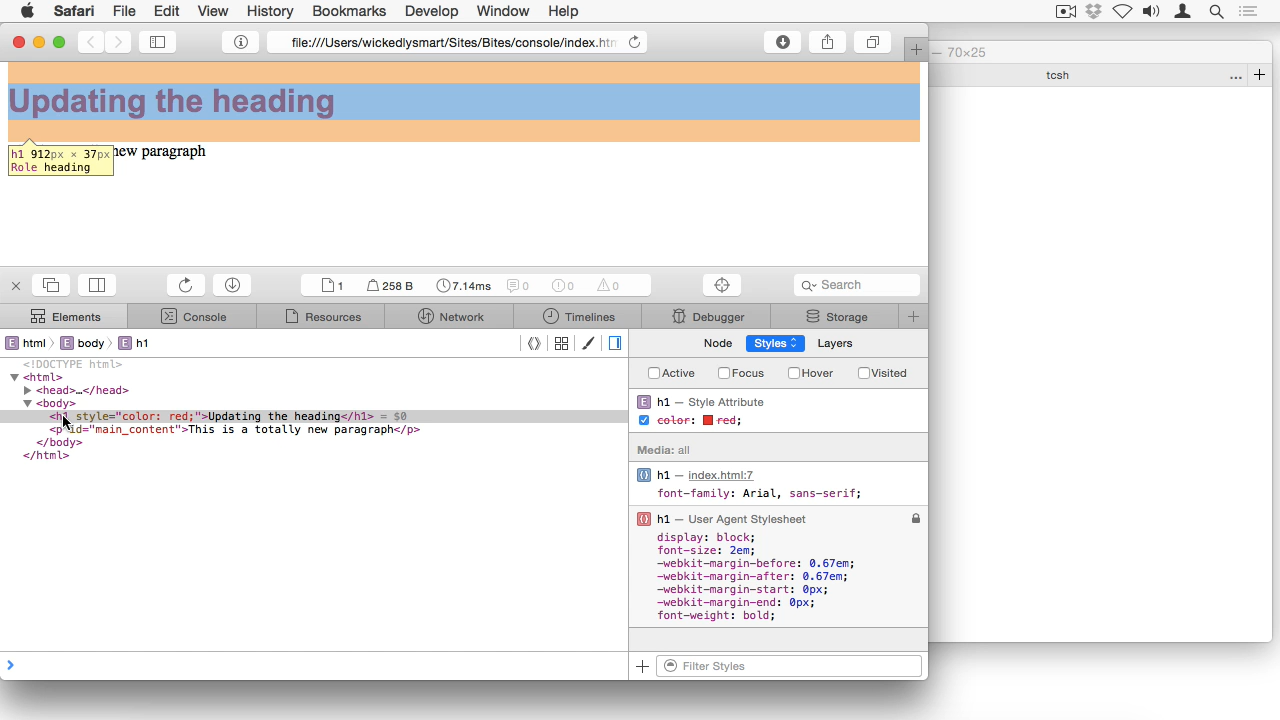 Safari File Edit View History Bookmarks Develop Window Help
file:///Users/wickedlysmart/Sites/Bites/console/index.htm
— 70×25
tcsh
Updating the heading
new paragraph
h1 912px × 37px
Role heading
1 258 B 7.14ms 0 0 0 Search
Elements Console Resources Network Timelines Debugger Storage
E html E body E h1
Node Styles Layers
<!DOCTYPE html>
<html>
<head>…</head>
<body>
<h1 style="color: red;">Updating the heading</h1> = $0
<p id="main_content">This is a totally new paragraph</p>
</body>
</html>
Active Focus Hover Visited
E h1 — Style Attribute
color: red;
Media: all
h1 — index.html:7
font-family: Arial, sans-serif;
h1 — User Agent Stylesheet
display: block;
font-size: 2em;
-webkit-margin-before: 0.67em;
-webkit-margin-after: 0.67em;
-webkit-margin-start: 0px;
-webkit-margin-end: 0px;
font-weight: bold;
Filter Styles